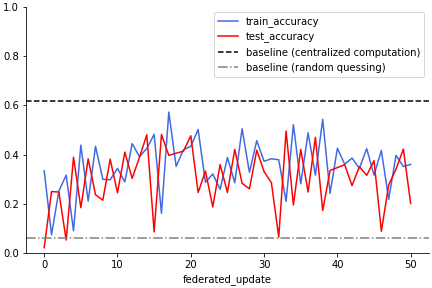 1.0
0.8
0.6
0.4
0.2
0.0
train_accuracy
test_accuracy
baseline (centralized computation)
baseline (random quessing)
0 10 20 30 40 50
federated_update